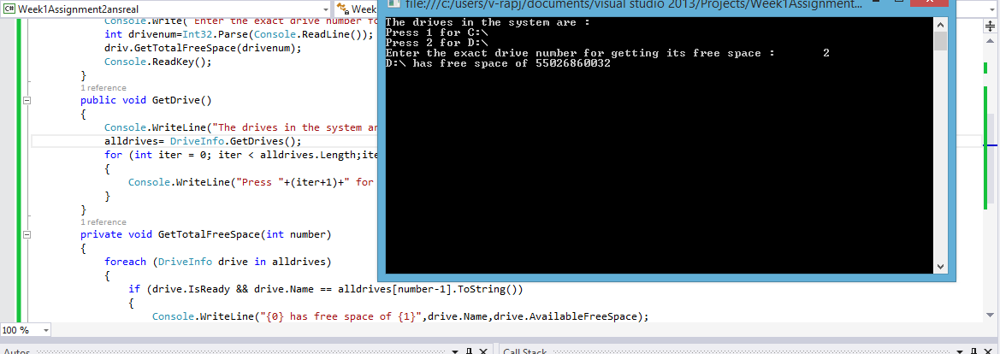 Week1Assignment2ansreal
Week
Console.Write("Enter the exact drive number fo
int drivenum=Int32.Parse(Console.ReadLine());
driv.GetTotalFreeSpace(drivenum);
Console.ReadKey();
}
1 reference
public void GetDrive()
{
Console.WriteLine("The drives in the system ar
alldrives= DriveInfo.GetDrives();
for (int iter = 0; iter < alldrives.Length;ite
{
Console.WriteLine("Press "+(iter+1)+" for
}
}
1 reference
private void GetTotalFreeSpace(int number)
{
foreach (DriveInfo drive in alldrives)
{
if (drive.IsReady && drive.Name == alldrives[number-1].ToString())
{
Console.WriteLine("{0} has free space of {1}",drive.Name,drive.AvailableFreeSpace);
100 %
Autos
Call Stack
file:///c:/users/v-rapj/documents/visual studio 2013/Projects/Week1Assignment...
The drives in the system are :
Press 1 for C:\
Press 2 for D:\
Enter the exact drive number for getting its free space : 2
D:\ has free space of 55026860032